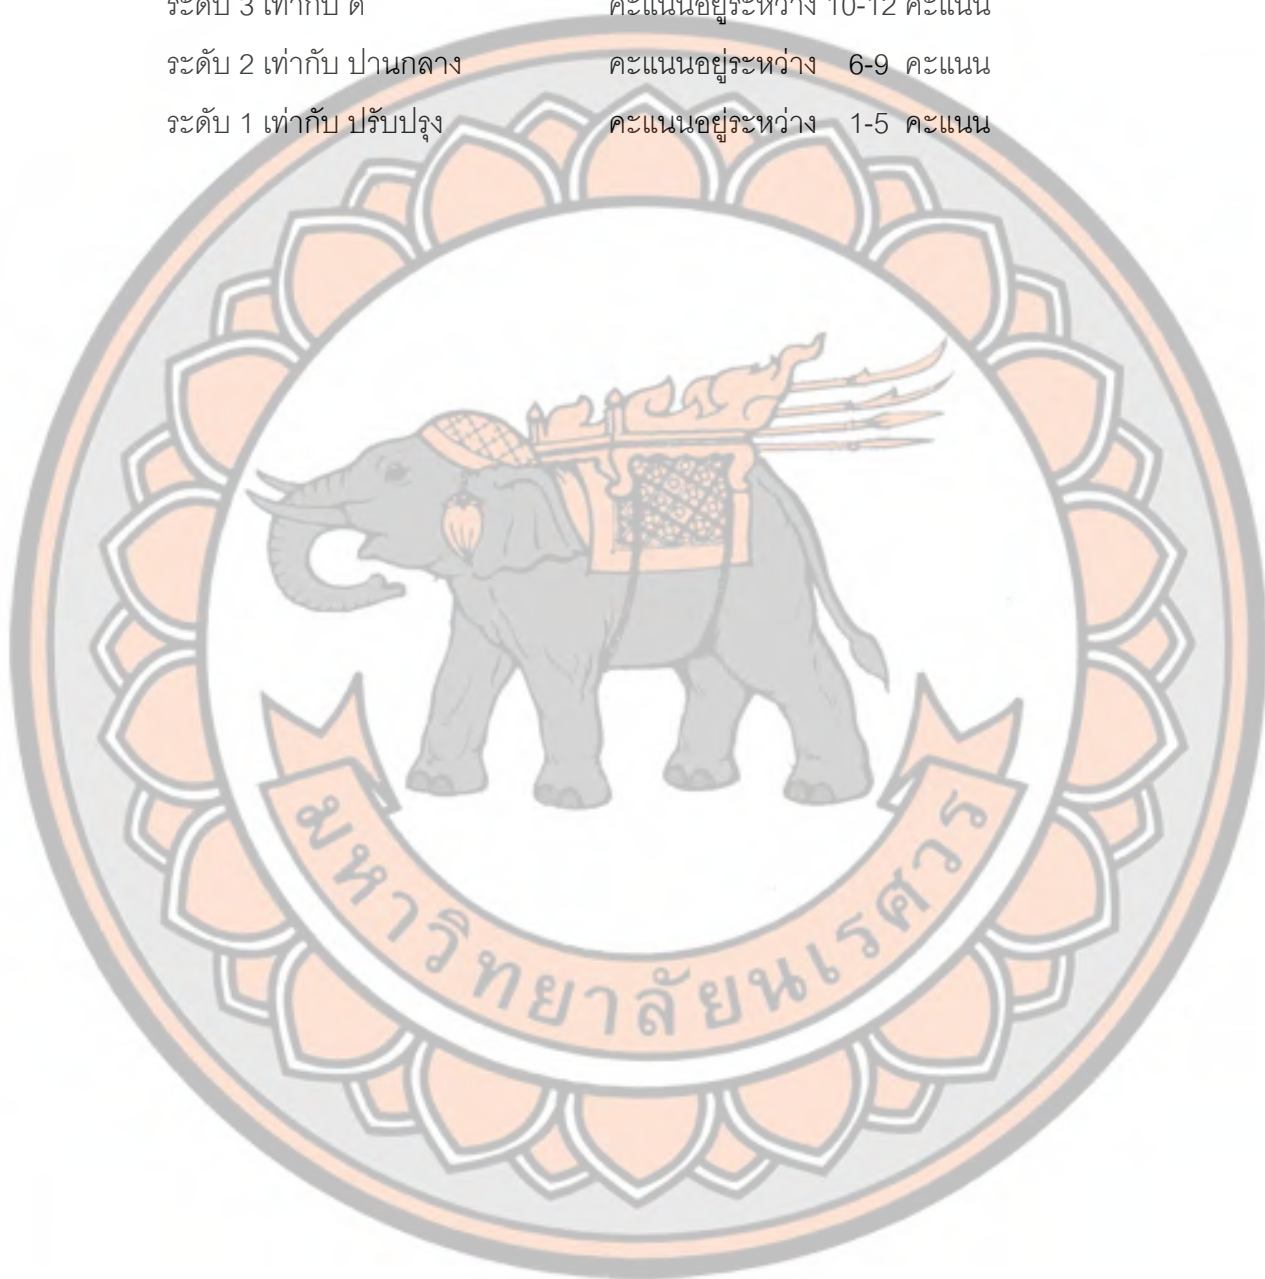 ระดับ 3 เท่ากับ ดี คะแนนอยู่ระหว่าง 10-12 คะแนน
ระดับ 2 เท่ากับ ปานกลาง คะแนนอยู่ระหว่าง 6-9 คะแนน
ระดับ 1 เท่ากับ ปรับปรุง คะแนนอยู่ระหว่าง 1-5 คะแนน
มหาวิทยาลัยนเรศวร